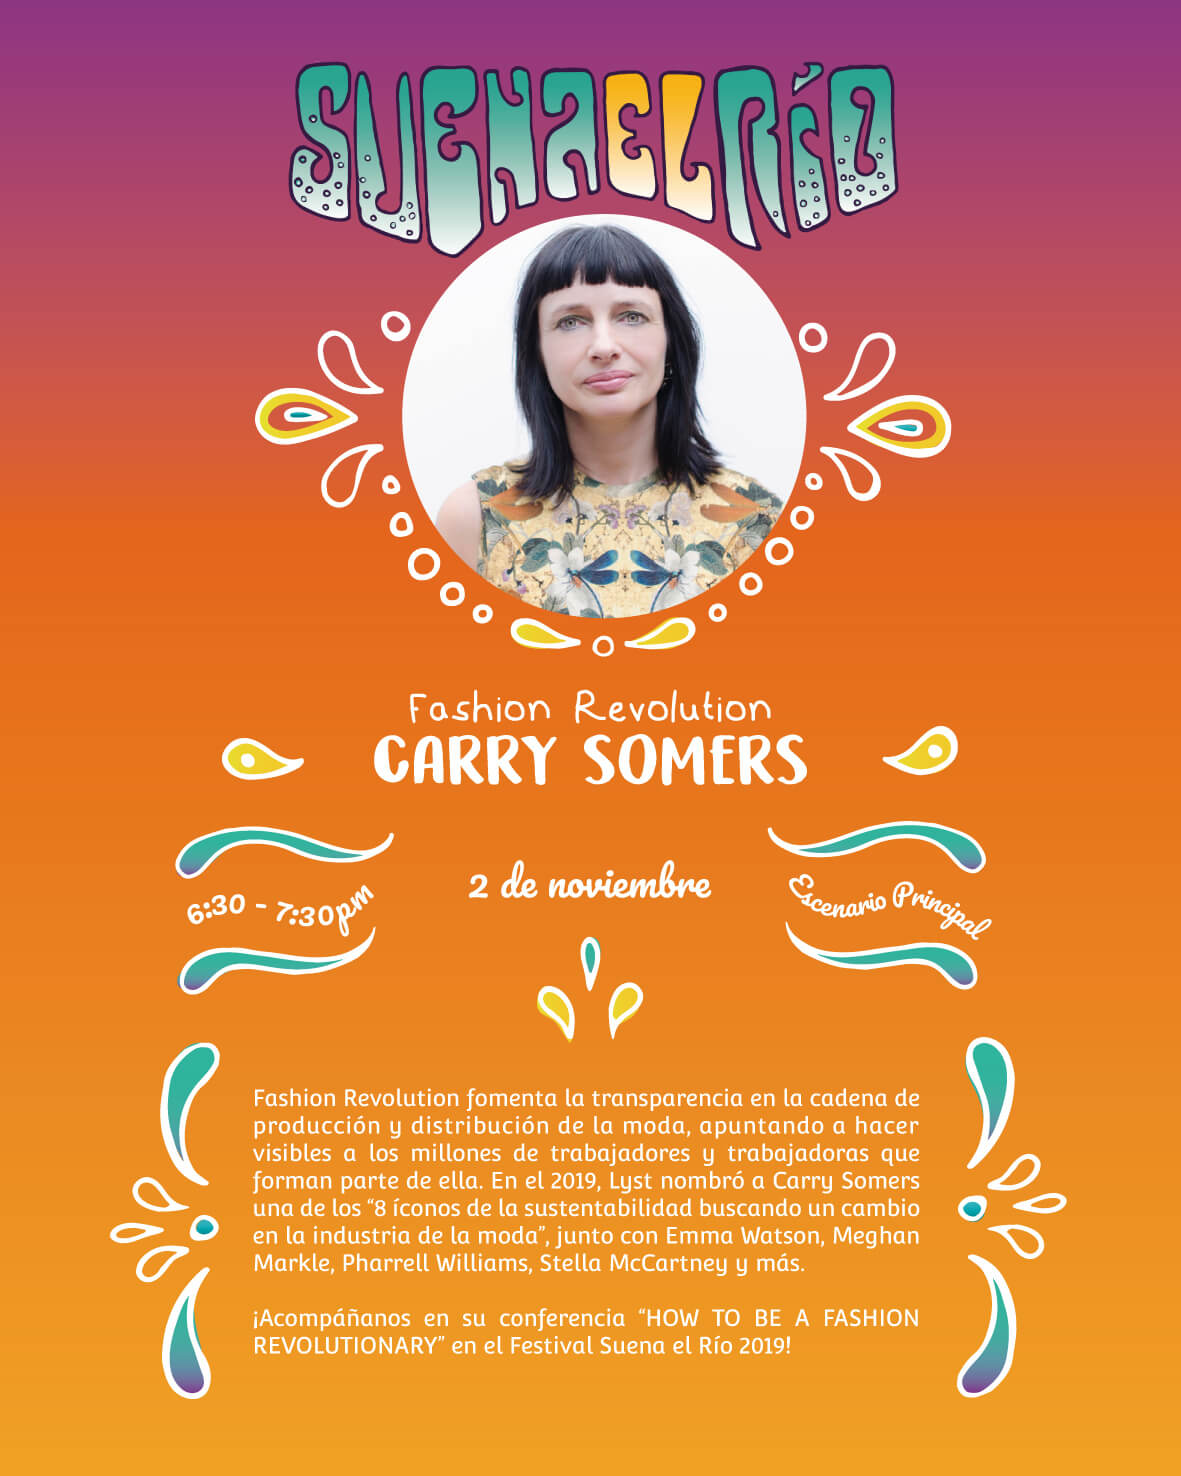 SUENAELRÍO
Fashion Revolution
CARRY SOMERS
6:30 - 7:30pm
2 de noviembre
Escenario Principal
Fashion Revolution fomenta la transparencia en la cadena de
producción y distribución de la moda, apuntando a hacer
visibles a los millones de trabajadores y trabajadoras que
forman parte de ella. En el 2019, Lyst nombró a Carry Somers
una de los “8 íconos de la sustentabilidad buscando un cambio
en la industria de la moda”, junto con Emma Watson, Meghan
Markle, Pharrell Williams, Stella McCartney y más.
¡Acompáñanos en su conferencia “HOW TO BE A FASHION
REVOLUTIONARY” en el Festival Suena el Río 2019!